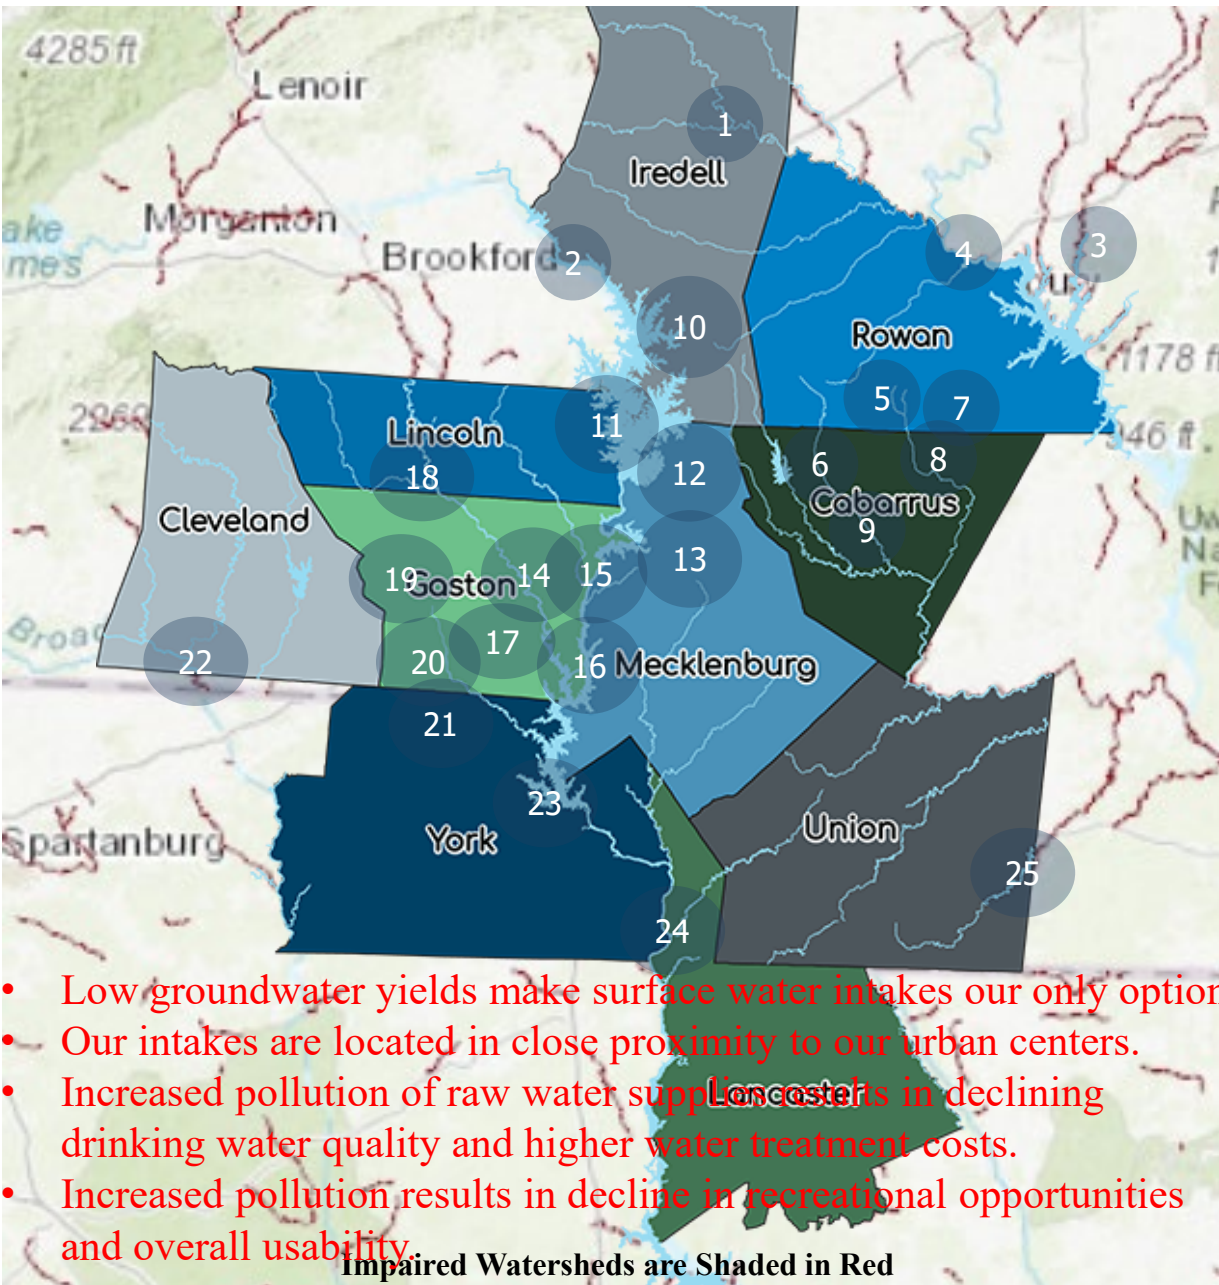 4285 ft
Lenoir
1
Iredell
Morganton
ake
mes
Brookford
2
4
3
10
Rowan
1178 ft
5
7
11
Lincoln
346 ft
12
6
8
18
Cabarrus
Cleveland
9
Uw
Na
F
13
19
Gaston
14
15
Broad
22
20
17
16
Mecklenburg
21
23
York
Union
Spartanburg
25
24
• Low groundwater yields make surface water intakes our only option
• Our intakes are located in close proximity to our urban centers.
• Increased pollution of raw water supplies results in declining
Lancaster
drinking water quality and higher water treatment costs.
• Increased pollution results in decline in recreational opportunities
and overall usability.
Impaired Watersheds are Shaded in Red